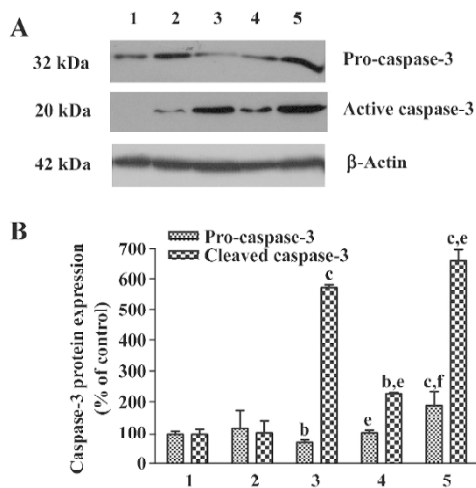 A
1 2 3 4 5
32 kDa Pro-caspase-3
20 kDa Active caspase-3
42 kDa β-Actin
B
Caspase-3 protein expression
(% of control)
700
600
500
400
300
200
100
0
Pro-caspase-3
Cleaved caspase-3
b
c
e
b,e
c,f
c,e
1 2 3 4 5